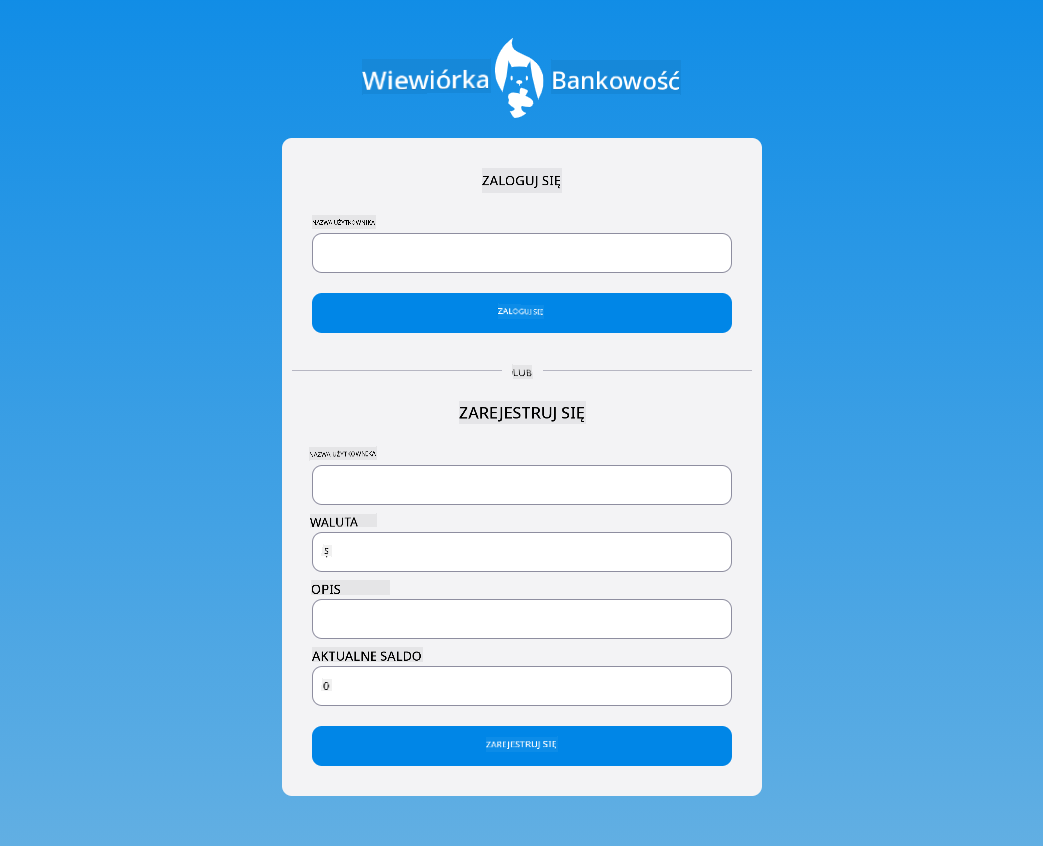 Wiewiórka Bankowość
ZALOGUJ SIĘ
NAZWA UŻYTKOWNIKA
ZALOGUJ SIĘ
LUB
ZAREJESTRUJ SIĘ
NAZWA UŻYTKOWNIKA
WALUTA
$
OPIS
AKTUALNE SALDO
0
ZAREJESTRUJ SIĘ